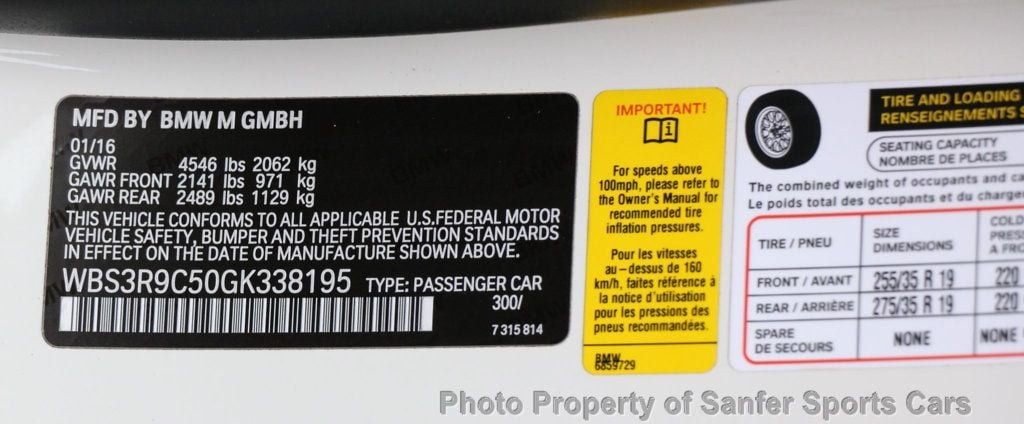 MFD BY BMW M GMBH
01/16
GVWR 4546 lbs 2062 kg
GAWR FRONT 2141 lbs 971 kg
GAWR REAR 2489 lbs 1129 kg
THIS VEHICLE CONFORMS TO ALL APPLICABLE U.S.FEDERAL MOTOR
VEHICLE SAFETY, BUMPER AND THEFT PREVENTION STANDARDS
IN EFFECT ON THE DATE OF MANUFACTURE SHOWN ABOVE.
WBS3R9C50GK338195 TYPE: PASSENGER CAR
300/
7 315 814
IMPORTANT!
For speeds above
100mph, please refer to
the Owner's Manual for
recommended tire
inflation pressures.
Pour les vitesses
au-dessus de 160
km/h, faites référence à
la notice d'utilisation
pour les pressions des
pneus recommandées.
BMW
6859729
TIRE AND LOADING
RENSEIGNEMENTS S
SEATING CAPACITY
NOMBRE DE PLACES
The combined weight of occupants and ca
Le poids total des occupants et du charge
TIRE / PNEU SIZE DIMENSIONS COLD PRESS A FRO
FRONT / AVANT 255/35 R 19 220
REAR / ARRIÈRE 275/35 R 19 220
SPARE
DE SECOURS NONE NONE
Photo Property of Sanfer Sports Cars